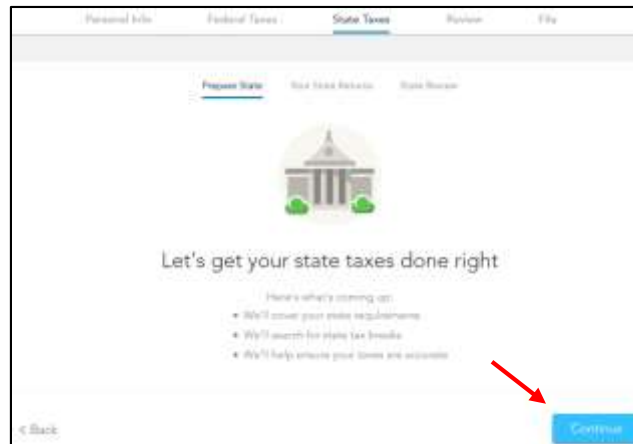 Personal Info Federal Taxes State Taxes Review File
Prepare State Your State Returns State Review
Let's get your state taxes done right
Here's what's coming up:
• We'll cover your state requirements
• We'll search for state tax breaks
• We'll help ensure your taxes are accurate
< Back Continue